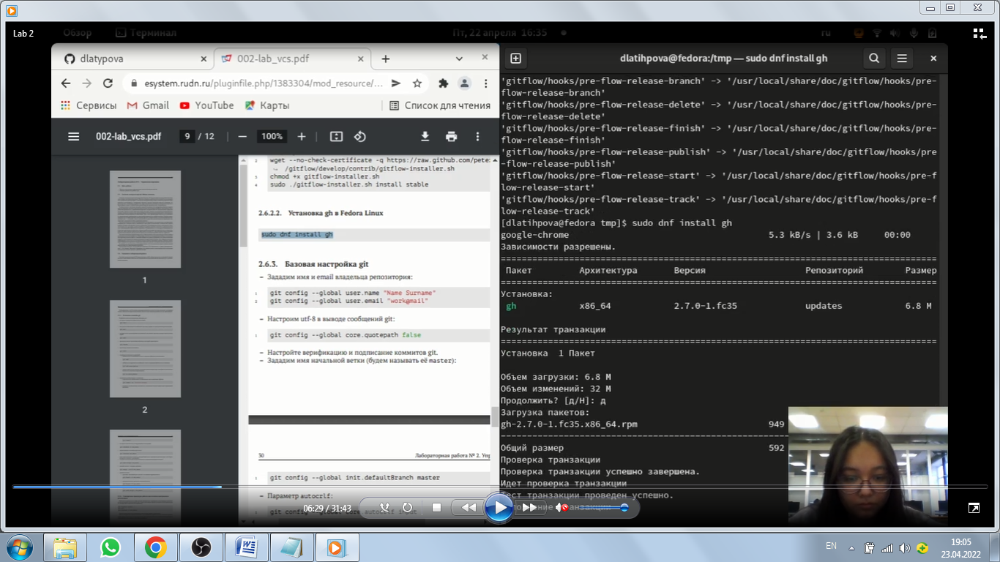 Lab 2
Обзор
Терминал
Пт, 22 апреля 16:35
ru
dlatypova
002-lab_vcs.pdf
esystem.rudn.ru/pluginfile.php/1383304/mod_resource/...
Сервисы
Gmail
YouTube
Карты
Список для чтения
002-lab_vcs.pdf
9 / 12
100%
1
2
2 wget --no-check-certificate -q https://raw.github.com/pete
/gitflow/develop/contrib/gitflow-installer.sh
3 chmod +x gitflow-installer.sh
4 sudo ./gitflow-installer.sh install stable
2.6.2.2. Установка gh в Fedora Linux
sudo dnf install gh
2.6.3. Базовая настройка git
– Зададим имя и email владельца репозитория:
1 git config --global user.name "Name Surname"
2 git config --global user.email "work@mail"
– Настроим utf-8 в выводе сообщений git:
1 git config --global core.quotepath false
– Настройте верификацию и подписание коммитов git.
– Зададим имя начальной ветки (будем называть её master):
30
Лабораторная работа № 2. Упр
1 git config --global init.defaultBranch master
– Параметр autocrlf:
git config --global core.autocrlf input
dlatihpova@fedora:/tmp — sudo dnf install gh
'gitflow/hooks/pre-flow-release-branch' -> '/usr/local/share/doc/gitflow/hooks/pre-
flow-release-branch'
'gitflow/hooks/pre-flow-release-delete' -> '/usr/local/share/doc/gitflow/hooks/pre-
flow-release-delete'
'gitflow/hooks/pre-flow-release-finish' -> '/usr/local/share/doc/gitflow/hooks/pre-
flow-release-finish'
'gitflow/hooks/pre-flow-release-publish' -> '/usr/local/share/doc/gitflow/hooks/pre
-flow-release-publish'
'gitflow/hooks/pre-flow-release-start' -> '/usr/local/share/doc/gitflow/hooks/pre-f
low-release-start'
'gitflow/hooks/pre-flow-release-track' -> '/usr/local/share/doc/gitflow/hooks/pre-f
low-release-track'
[dlatihpova@fedora tmp]$ sudo dnf install gh
google-chrome 5.3 kB/s | 3.6 kB 00:00
Зависимости разрешены.
================================================================================
Пакет Архитектура Версия Репозиторий Размер
================================================================================
Установка:
gh x86_64 2.7.0-1.fc35 updates 6.8 M
Результат транзакции
================================================================================
Установка 1 Пакет
Объем загрузки: 6.8 M
Объем изменений: 32 M
Продолжить? [д/Н]: д
Загрузка пакетов:
gh-2.7.0-1.fc35.x86_64.rpm 949
--------------------------------------------------------------------------------
Общий размер 592
Проверка транзакции
Проверка транзакции успешно завершена.
Идет проверка транзакции
Тест транзакции проведен успешно.
06:29 / 31:43
EN
19:05
23.04.2022